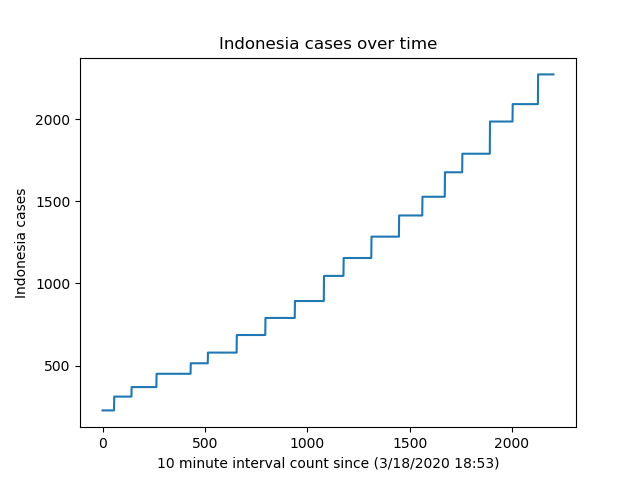 Indonesia cases over time
2000
1500
1000
500
Indonesia cases
0 500 1000 1500 2000
10 minute interval count since (3/18/2020 18:53)